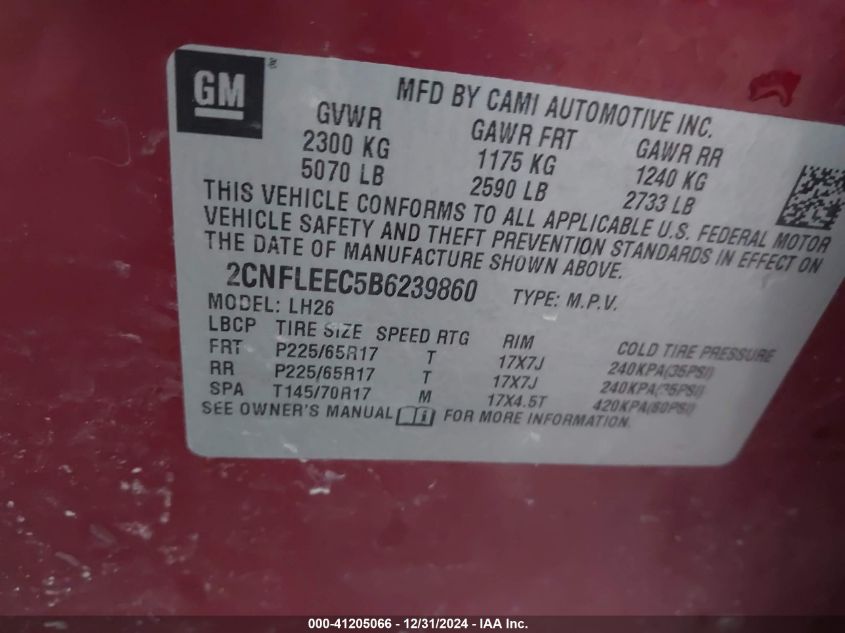 GM
MFD BY CAMI AUTOMOTIVE INC.
GVWR GAWR FRT GAWR RR
2300 KG 1175 KG 1240 KG
5070 LB 2590 LB 2733 LB
THIS VEHICLE CONFORMS TO ALL APPLICABLE U.S. FEDERAL MOTOR
VEHICLE SAFETY AND THEFT PREVENTION STANDARDS IN EFFECT ON
THE DATE OF MANUFACTURE SHOWN ABOVE.
2CNFLEEC5B6239860 TYPE: M.P.V.
MODEL: LH26
LBCP TIRE SIZE SPEED RTG RIM COLD TIRE PRESSURE
FRT P225/65R17 T 17X7J 240KPA(35PSI)
RR P225/65R17 T 17X7J 240KPA(35PSI)
SPA T145/70R17 M 17X4.5T 420KPA(60PSI)
SEE OWNER'S MANUAL FOR MORE INFORMATION.
000-41205066 - 12/31/2024 - IAA Inc.